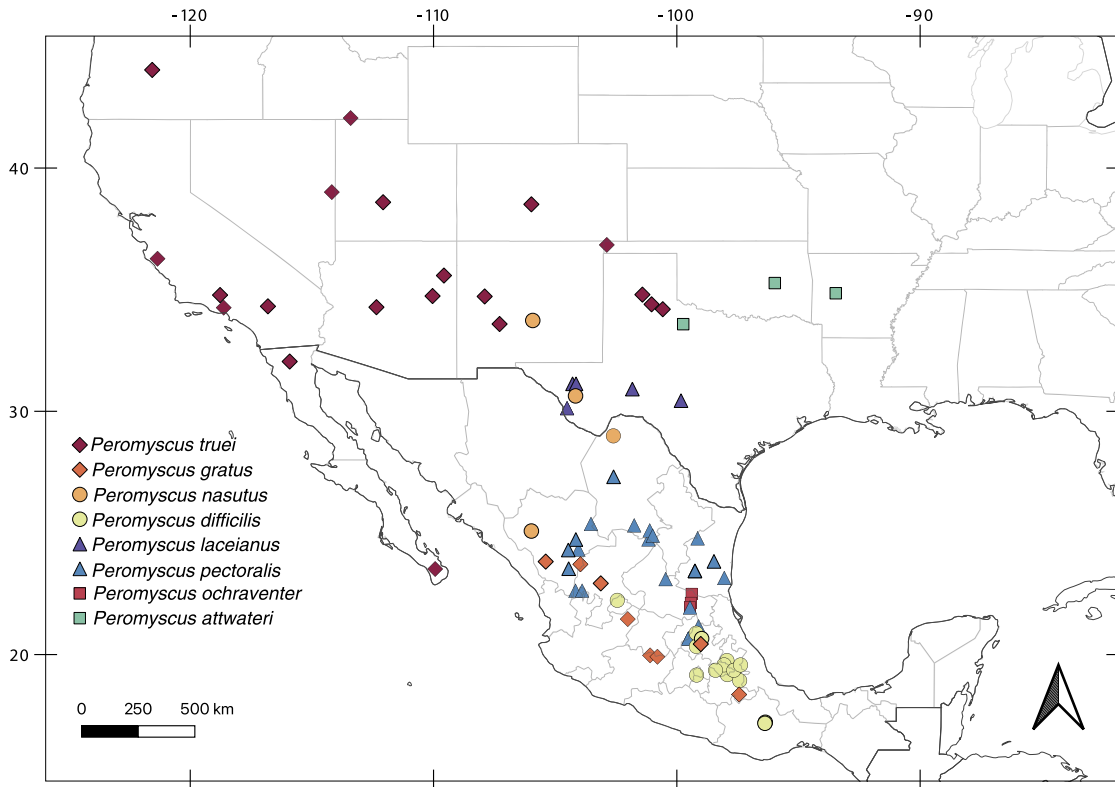 -120 -110 -100 -90
40
30
Peromyscus truei
Peromyscus gratus
Peromyscus nasutus
Peromyscus difficilis
Peromyscus laceianus
Peromyscus pectoralis
Peromyscus ochraventer
Peromyscus attwateri
20
0 250 500 km